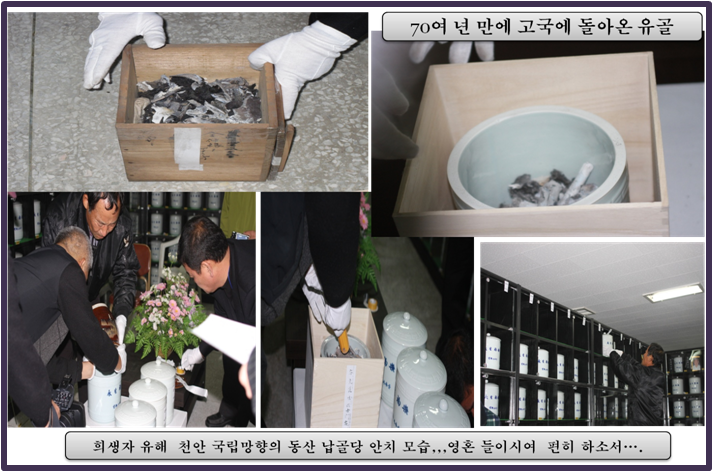 70여 년 만에 고국에 돌아온 유골
희생자 유해 천안 국립망향의 동산 납골당 안치 모습,,,영혼 들이시여 편히 하소서….